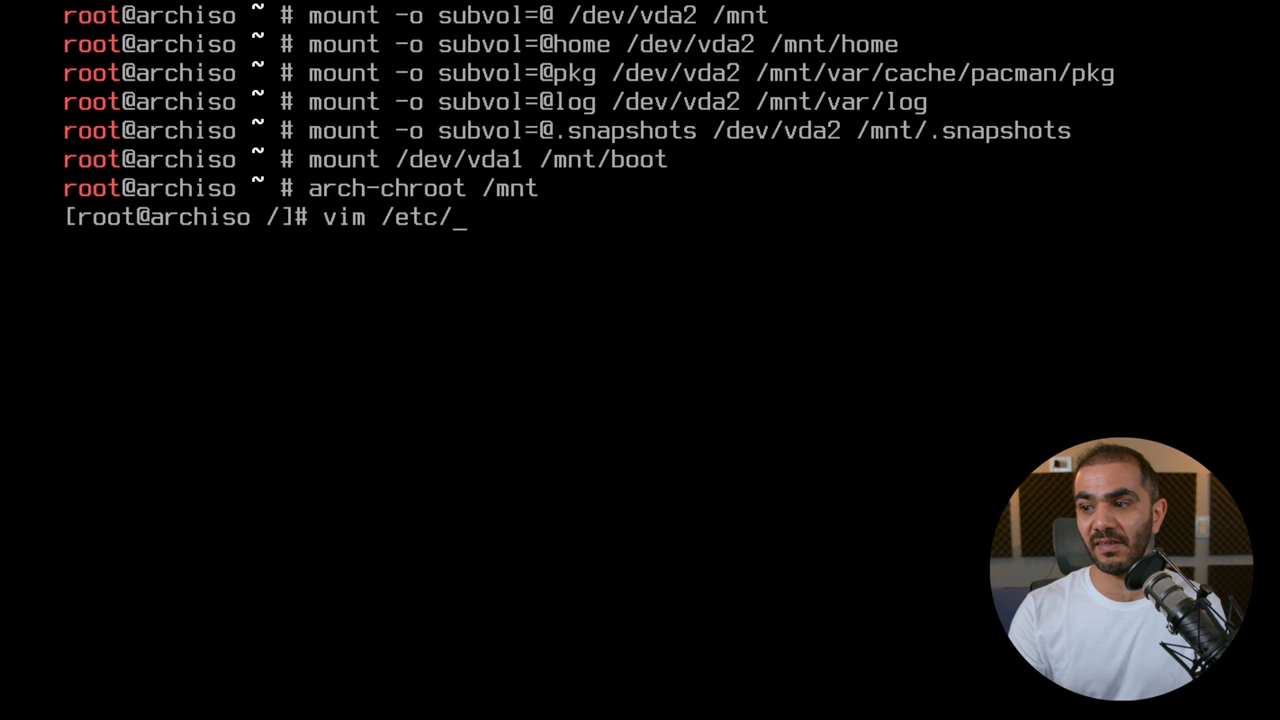 root@archiso ~ # mount -o subvol=@ /dev/vda2 /mnt
root@archiso ~ # mount -o subvol=@home /dev/vda2 /mnt/home
root@archiso ~ # mount -o subvol=@pkg /dev/vda2 /mnt/var/cache/pacman/pkg
root@archiso ~ # mount -o subvol=@log /dev/vda2 /mnt/var/log
root@archiso ~ # mount -o subvol=@.snapshots /dev/vda2 /mnt/.snapshots
root@archiso ~ # mount /dev/vda1 /mnt/boot
root@archiso ~ # arch-chroot /mnt
[root@archiso /]# vim /etc/_